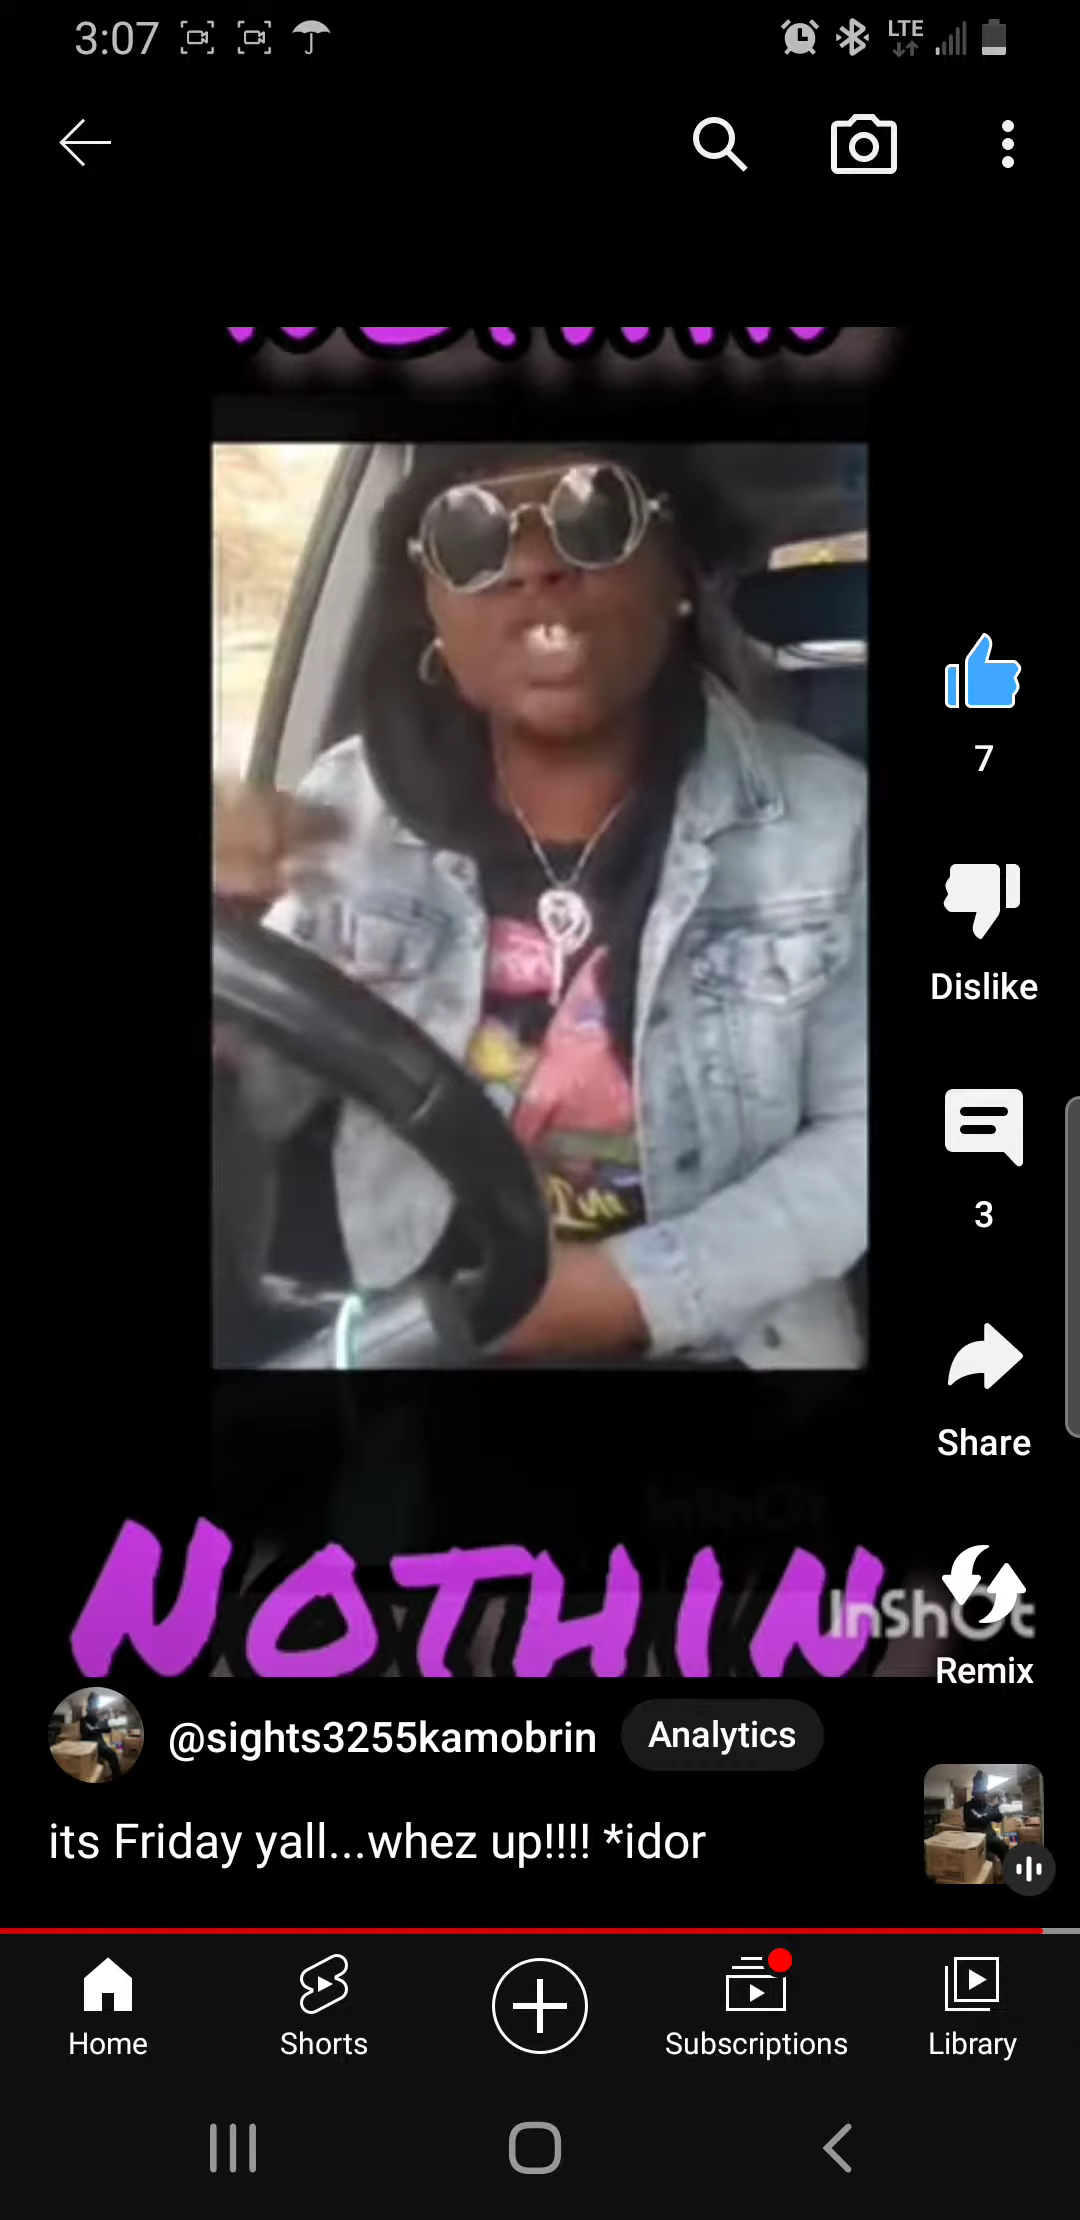 3:07
LTE
7
Dislike
3
Share
I'm
NOTHIN
InShOt
Remix
@sights3255kamobrin
Analytics
its Friday yall...whez up!!!! *idor
Home
Shorts
Subscriptions
Library